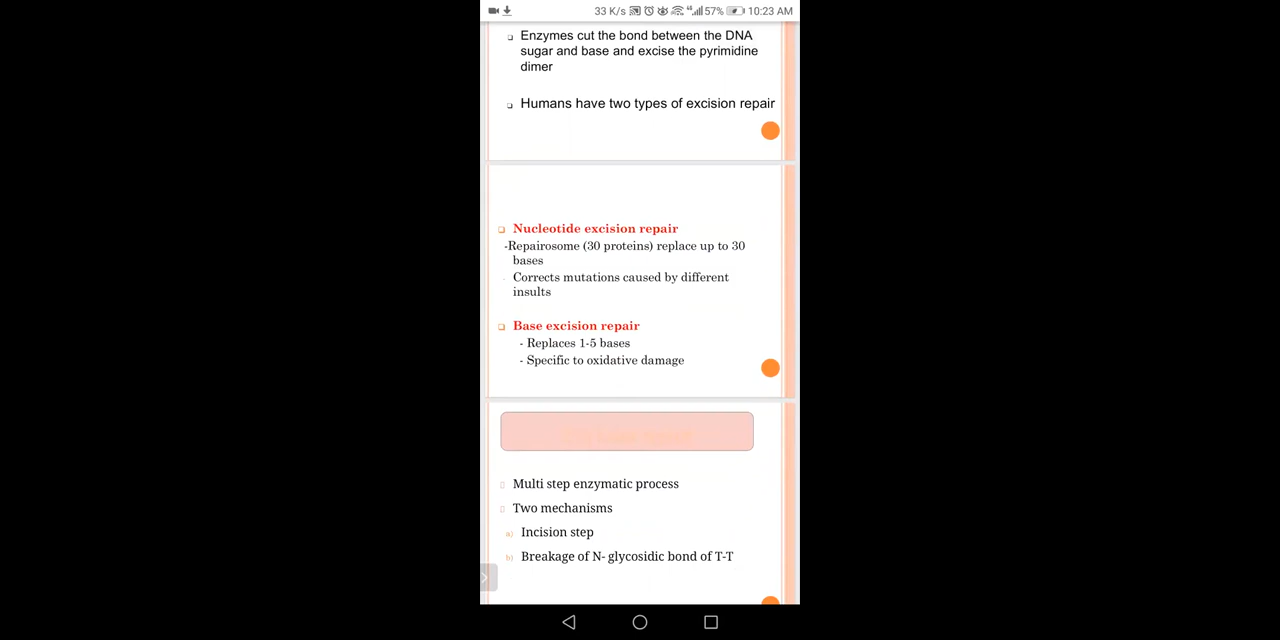 33 K/s 57% 10:23 AM
Enzymes cut the bond between the DNA
sugar and base and excise the pyrimidine
dimer
Humans have two types of excision repair
Nucleotide excision repair
-Repairosome (30 proteins) replace up to 30
bases
Corrects mutations caused by different
insults
Base excision repair
- Replaces 1-5 bases
- Specific to oxidative damage
Multi step enzymatic process
Two mechanisms
a) Incision step
b) Breakage of N- glycosidic bond of T-T